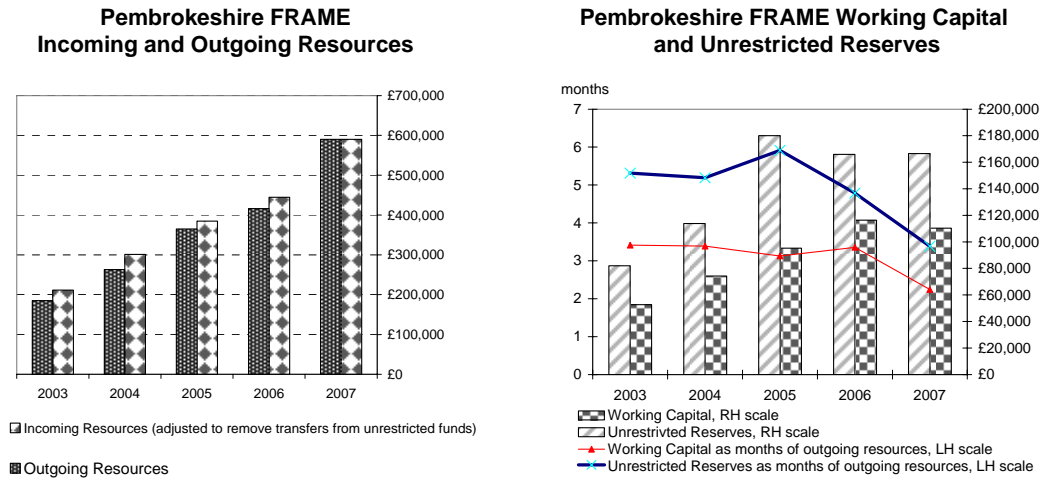 Pembrokeshire FRAME
Incoming and Outgoing Resources
£700,000
£600,000
£500,000
£400,000
£300,000
£200,000
£100,000
£0
2003 2004 2005 2006 2007
Incoming Resources (adjusted to remove transfers from unrestricted funds)
Outgoing Resources
Pembrokeshire FRAME Working Capital
and Unrestricted Reserves
months
7
6
5
4
3
2
1
0
£200,000
£180,000
£160,000
£140,000
£120,000
£100,000
£80,000
£60,000
£40,000
£20,000
£0
2003 2004 2005 2006 2007
Working Capital, RH scale
Unrestrivted Reserves, RH scale
Working Capital as months of outgoing resources, LH scale
Unrestricted Reserves as months of outgoing resources, LH scale